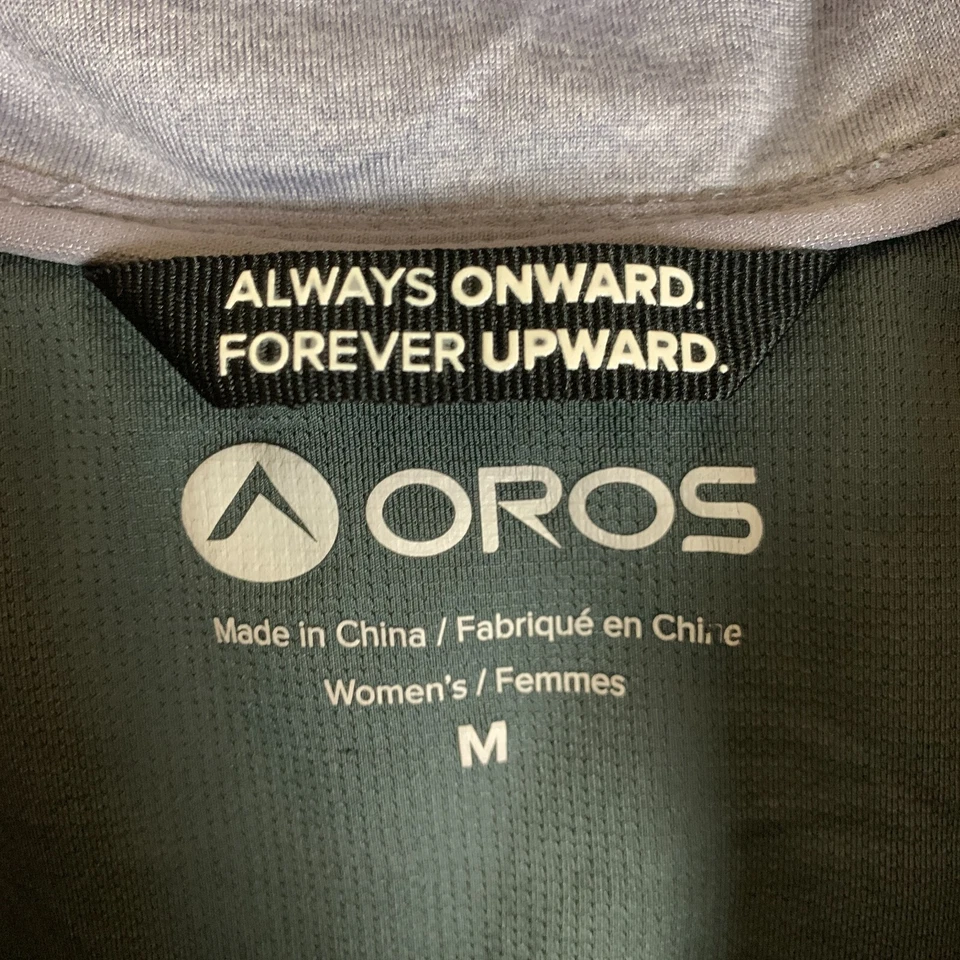 ALWAYS ONWARD.
FOREVER UPWARD.
OROS
Made in China / Fabriqué en Chine
Women's / Femmes
M